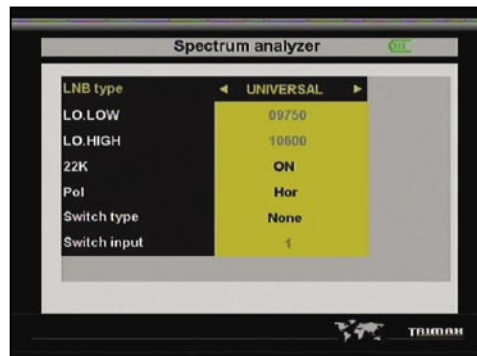 Spectrum analyzer
LNB type ◄ UNIVERSAL ►
LO.LOW 09750
LO.HIGH 10600
22K ON
Pol Hor
Switch type None
Switch input 1
TRIMAX